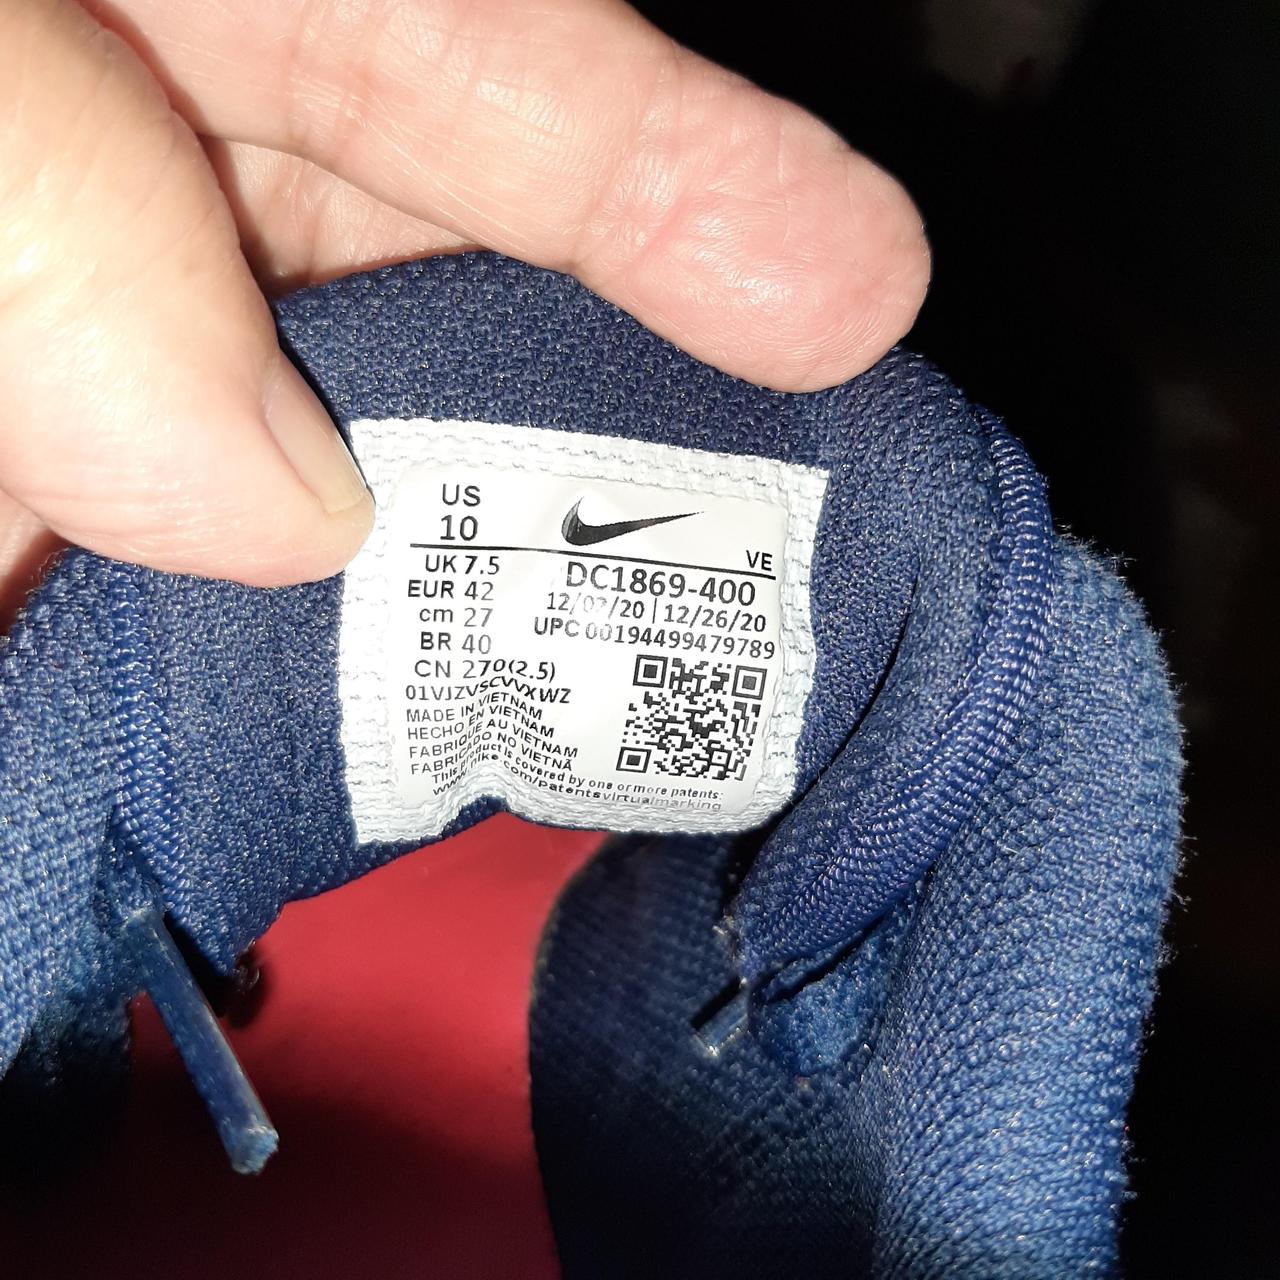 US
10
VE
UK 7.5
EUR 42
cm 27
BR 40
CN 270(2.5)
DC1869-400
12/20 | 12/26/20
UPC 00194499479789
01VJZVSCVVXWZ
MADE IN VIETNAM
HECHO EN VIETNAM
FABRIQUE AU VIETNAM
FABRICADO NO VIETNÃ
This product is covered by one or more patents:
www.nike.com/patentsvirtualmarking